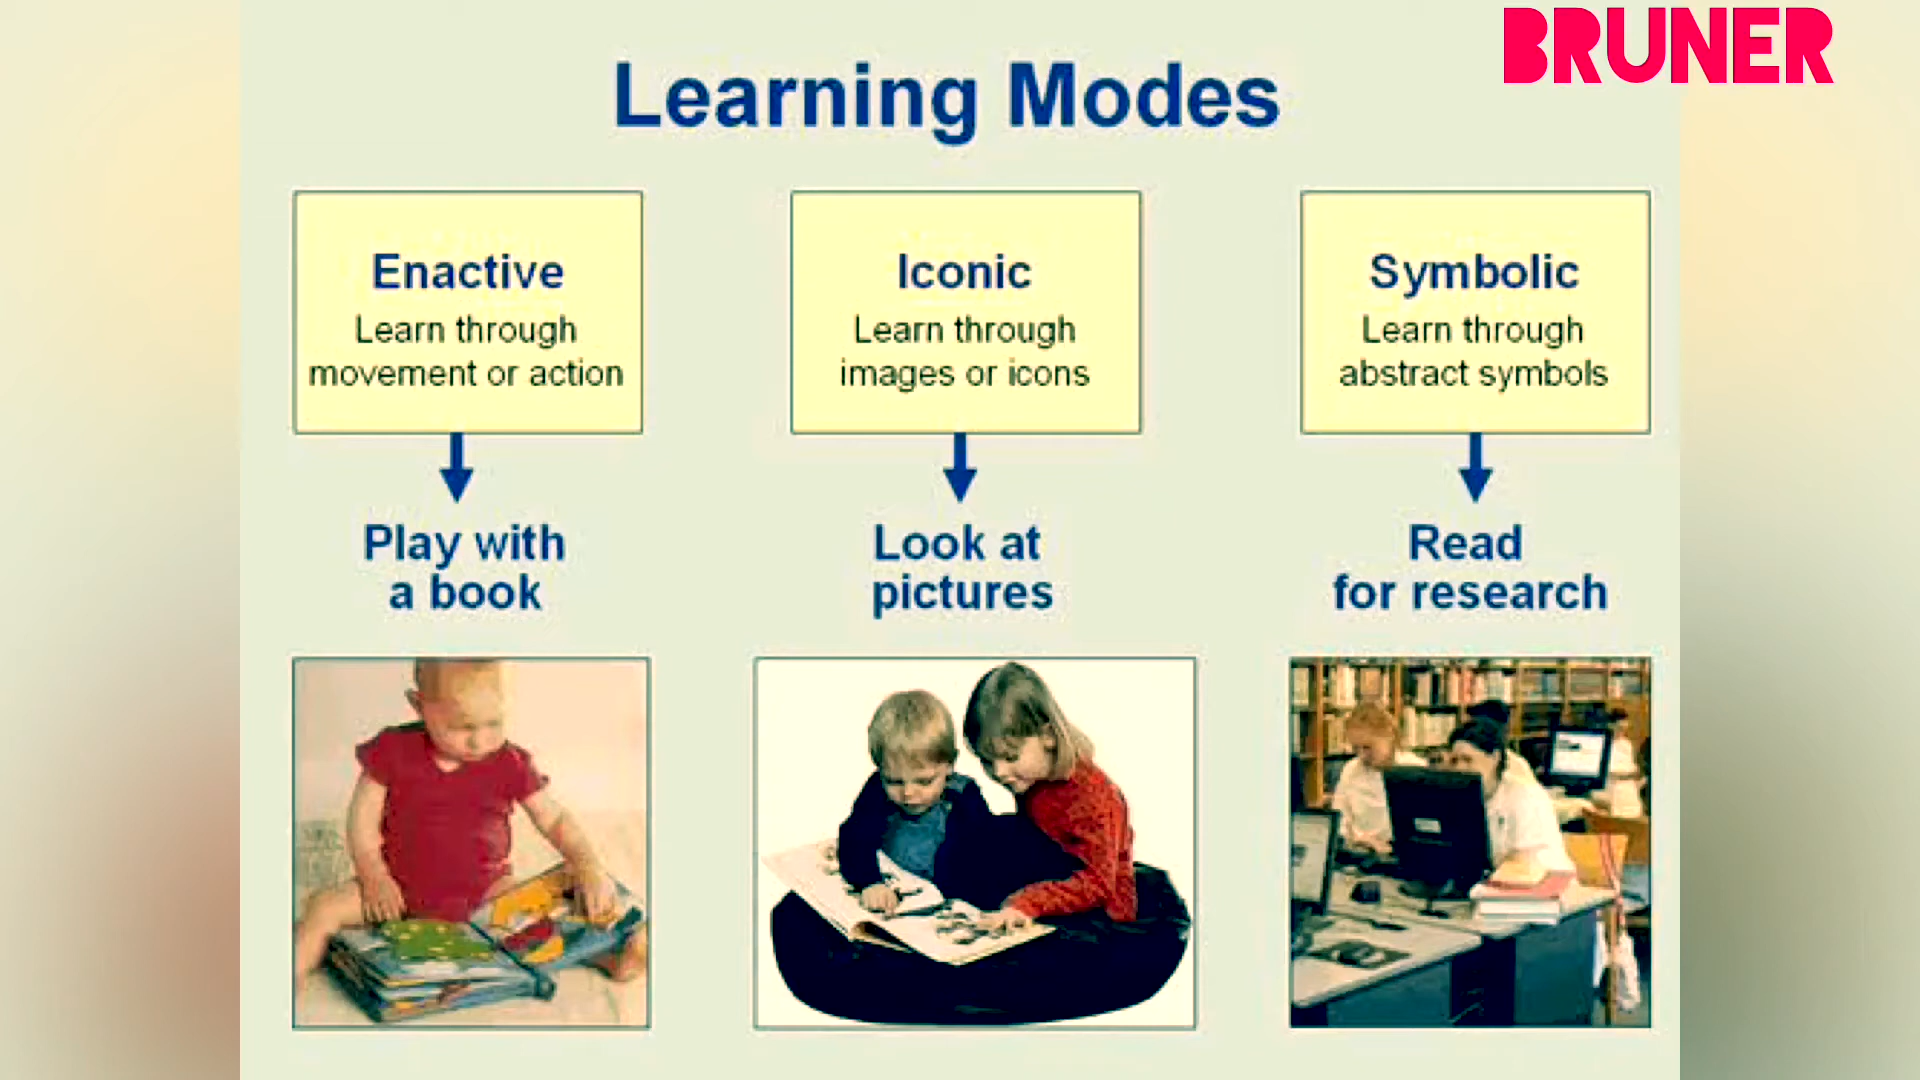 BRUNER
Learning Modes
Enactive
Learn through
movement or action
Iconic
Learn through
images or icons
Symbolic
Learn through
abstract symbols
Play with
a book
Look at
pictures
Read
for research